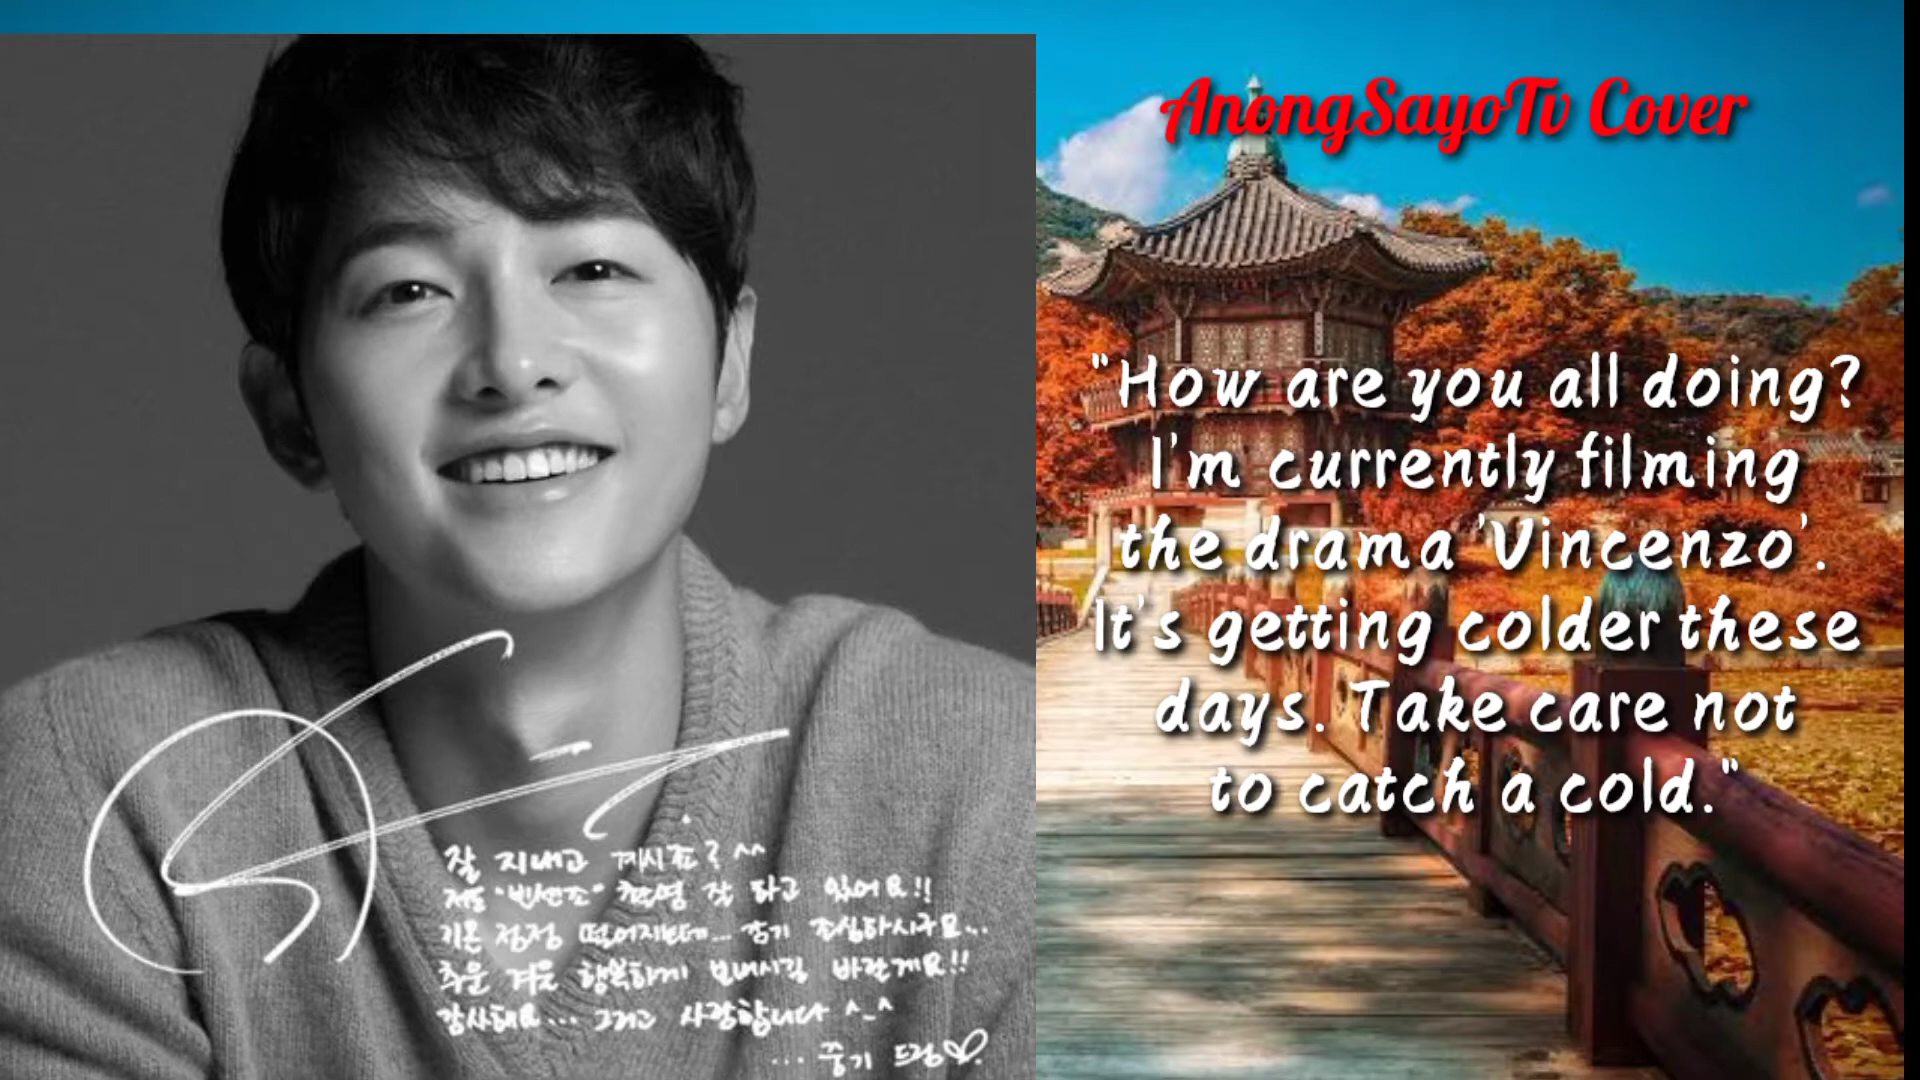 AnongSayoTv Cover
"How are you all doing?
I'm currently filming
the drama 'Vincenzo'.
It's getting colder these
days. Take care not
to catch a cold."
잘 지내고 계시죠? ^^
저는 "빈센조" 촬영 잘 하고 있어요!!
기온 점점 떨어지는데... 감기 조심하시구요...
추운 겨울 행복하게 보내시길 바랄게요!!
감사해요... 그리고 사랑합니다 ^_^
... 중기 드림♡.